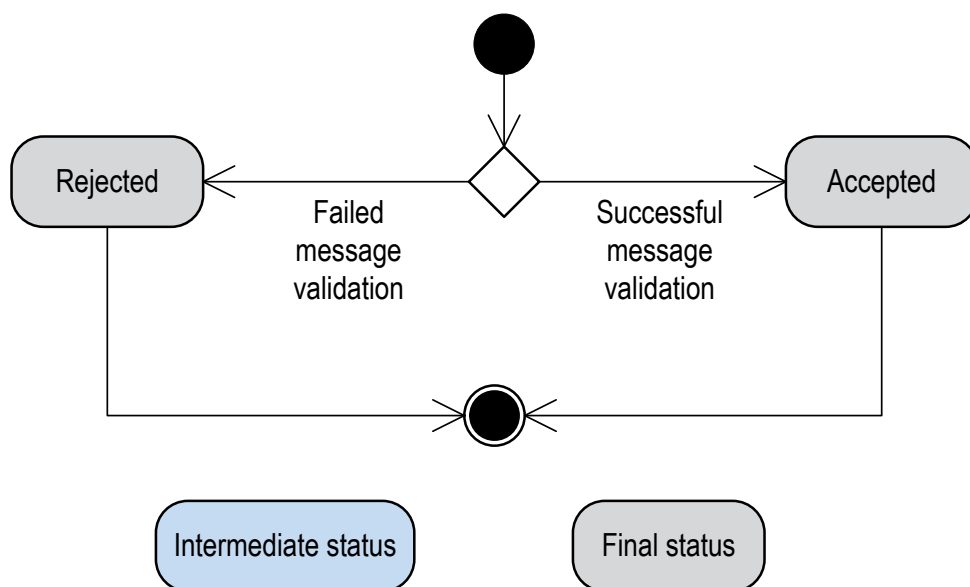 Rejected
Accepted
Failed
message
validation
Successful
message
validation
Intermediate status
Final status